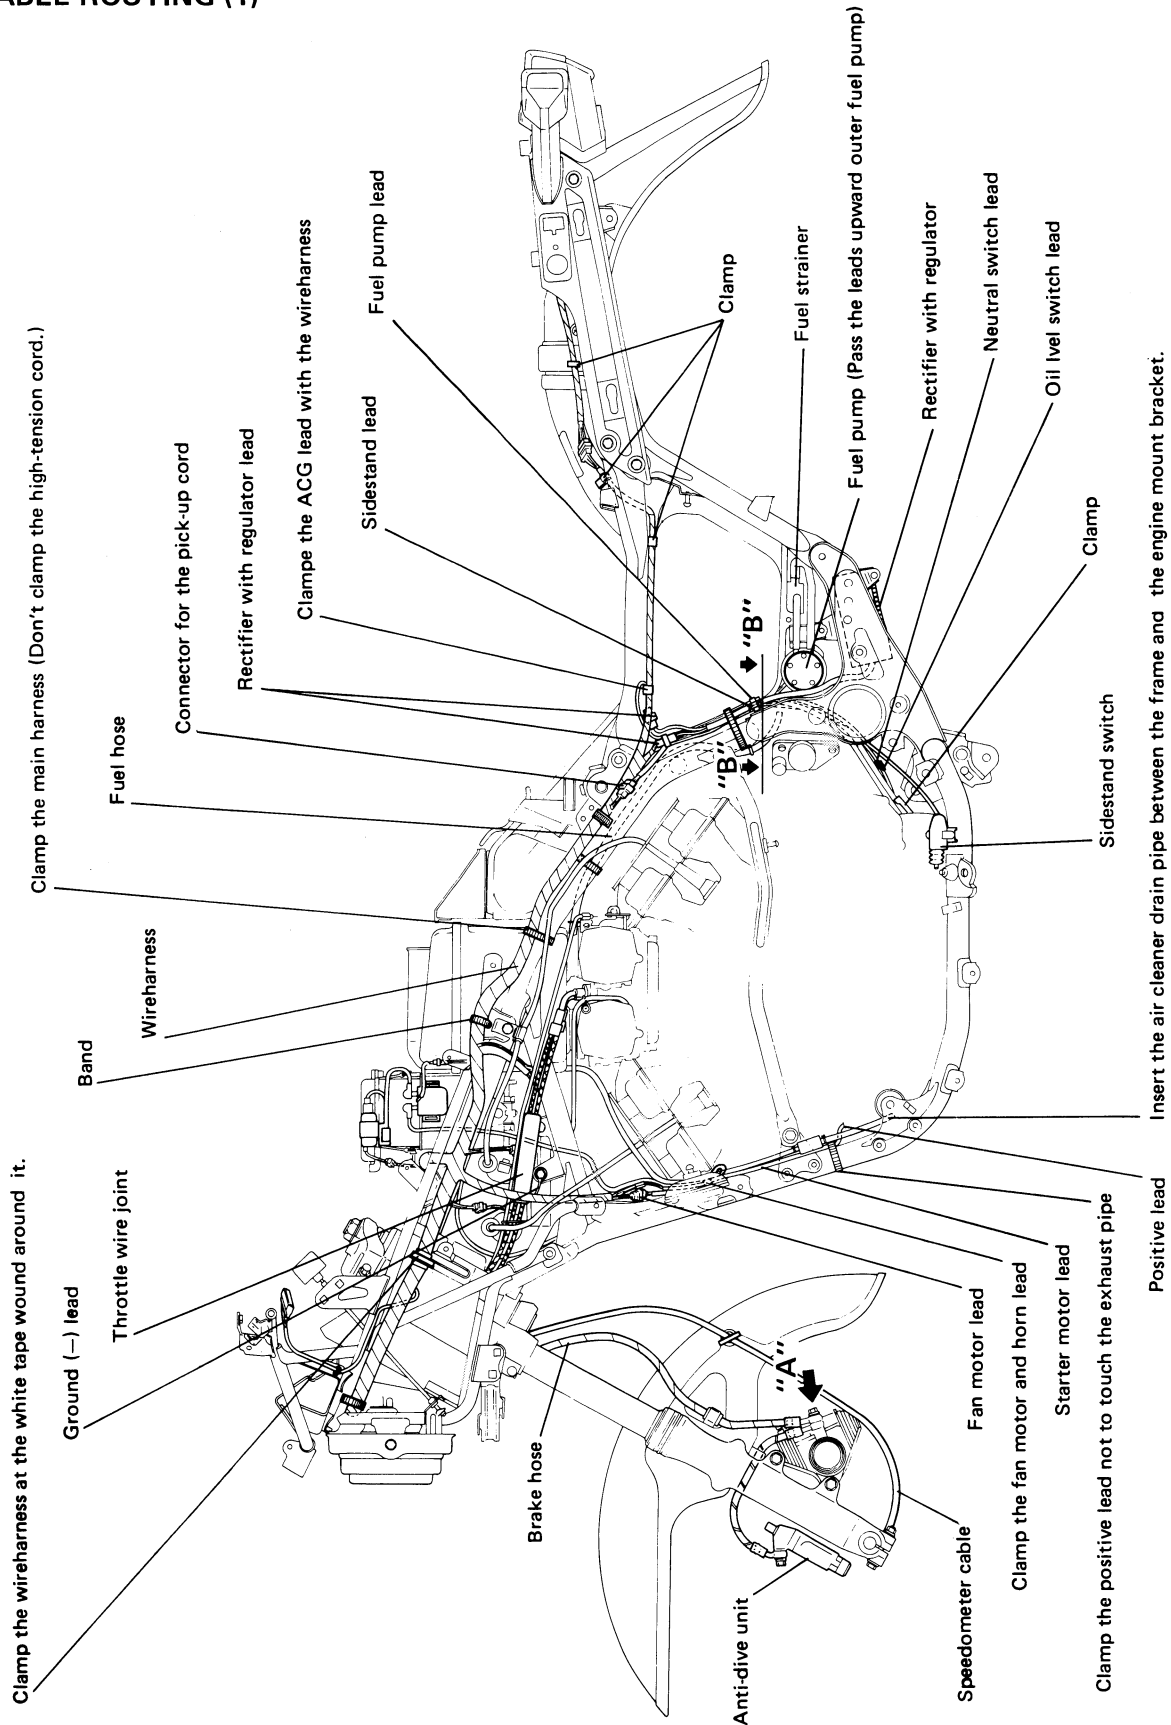 ABLE ROUTING (1)
Clamp the wireharness at the white tape wound around it.
Ground (—) lead
Throttle wire joint
Band
Wireharness
Clamp the main harness (Don't clamp the high-tension cord.)
Fuel hose
Connector for the pick-up cord
Rectifier with regulator lead
Clampe the ACG lead with the wireharness
Sidestand lead
Fuel pump lead
Clamp
Fuel strainer
Fuel pump (Pass the leads upward outer fuel pump)
Rectifier with regulator
Neutral switch lead
Oil lvel switch lead
Clamp
Sidestand switch
"B"
"B"
"A"
Brake hose
Anti-dive unit
Speedometer cable
Fan motor lead
Clamp the fan motor and horn lead
Starter motor lead
Clamp the positive lead not to touch the exhaust pipe
Positive lead
Insert the air cleaner drain pipe between the frame and the engine mount bracket.